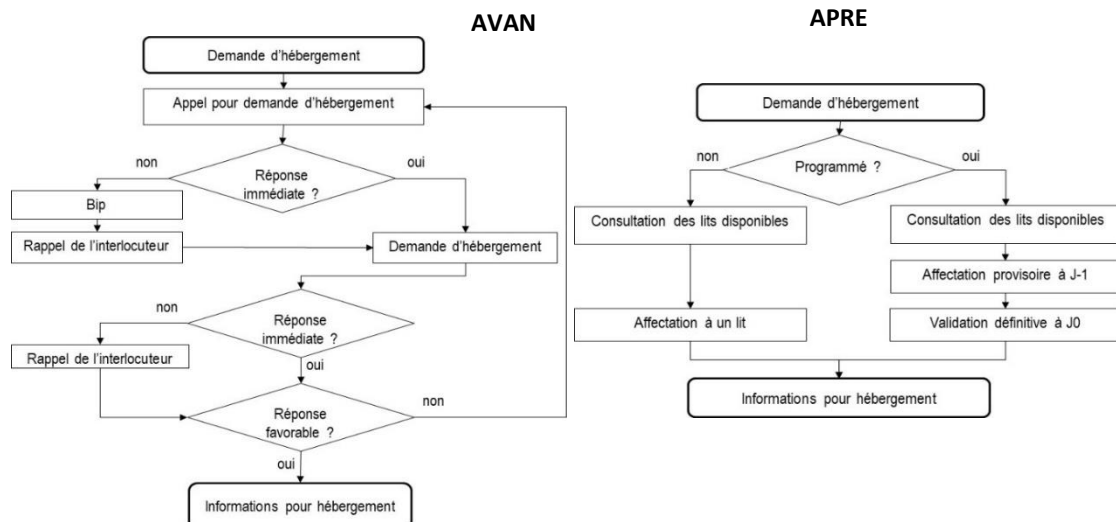 AVAN
Demande d'hébergement
Appel pour demande d'hébergement
non
oui
Réponse
immédiate ?
Bip
Rappel de l'interlocuteur
Demande d'hébergement
non
Réponse
immédiate ?
Rappel de l'interlocuteur
oui
Réponse
favorable ?
non
oui
Informations pour hébergement
APRE
Demande d'hébergement
non
Programmé ?
oui
Consultation des lits disponibles
Consultation des lits disponibles
Affectation provisoire à J-1
Affectation à un lit
Validation définitive à J0
Informations pour hébergement